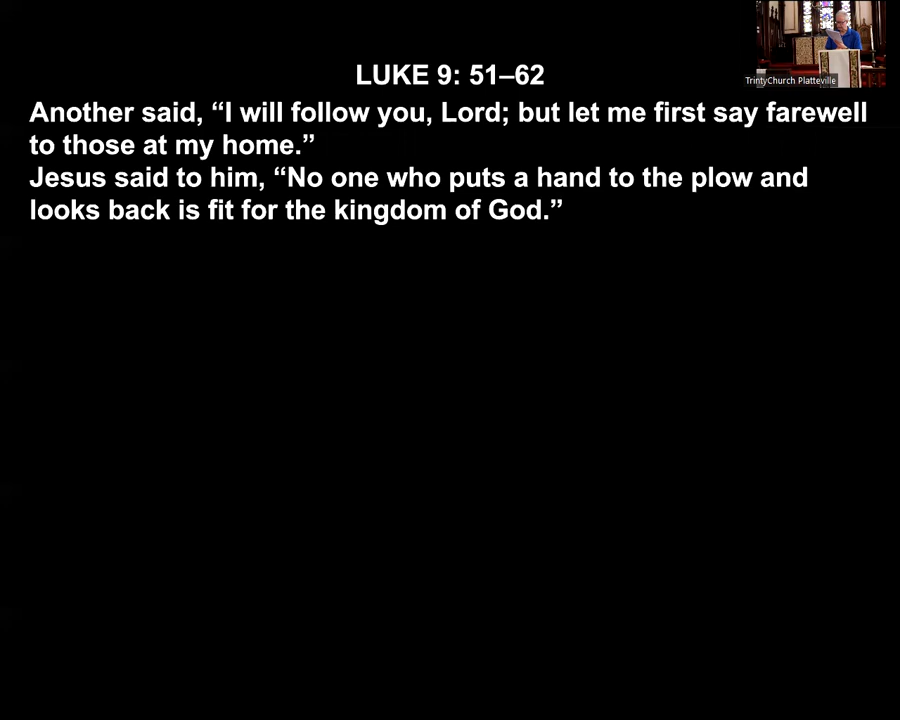 TrintyChurch Platteville
LUKE 9: 51–62
Another said, “I will follow you, Lord; but let me first say farewell
to those at my home.”
Jesus said to him, “No one who puts a hand to the plow and
looks back is fit for the kingdom of God.”